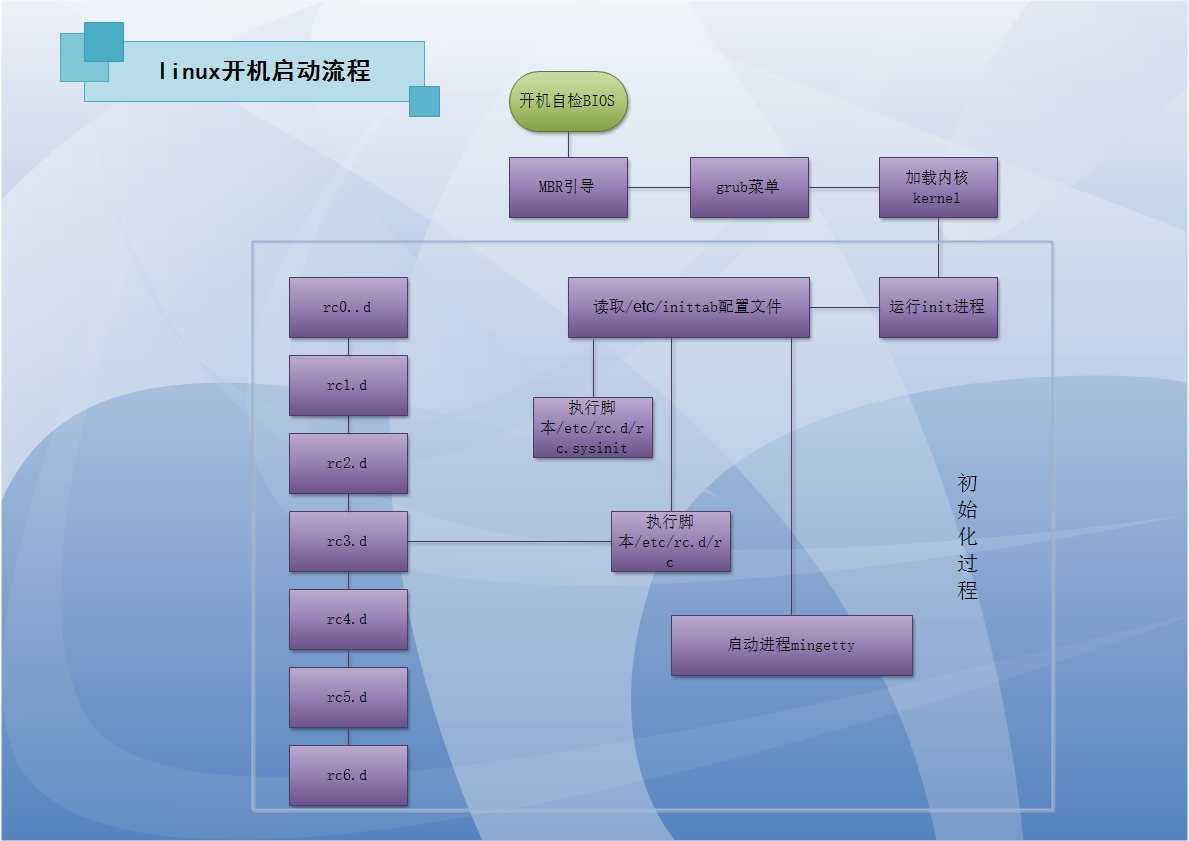 linux开机启动流程
开机自检BIOS
MBR引导
grub菜单
加载内核
kernel
rc0..d
读取/etc/inittab配置文件
运行init进程
rc1.d
执行脚
本/etc/rc.d/r
c.sysinit
rc2.d
初
始
化
过
程
rc3.d
执行脚
本/etc/rc.d/r
c
rc4.d
启动进程mingetty
rc5.d
rc6.d